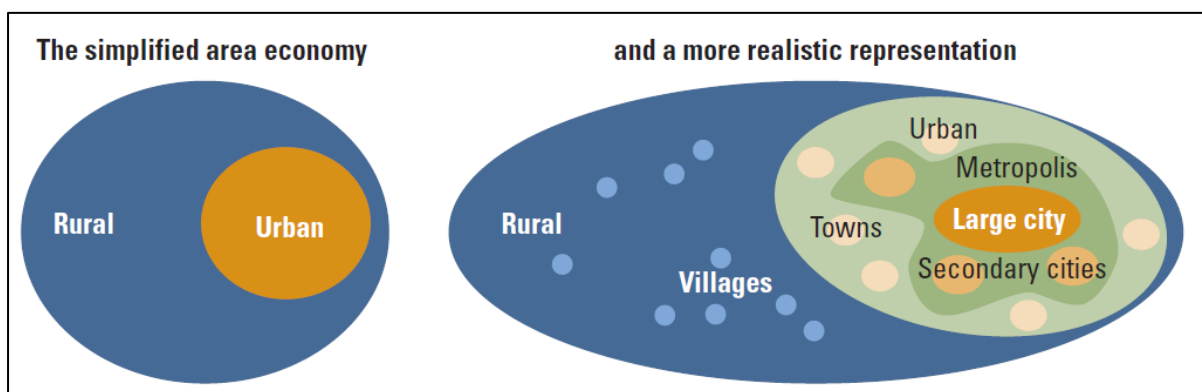 The simplified area economy
and a more realistic representation
Rural
Urban
Rural
Villages
Urban
Metropolis
Towns
Large city
Secondary cities